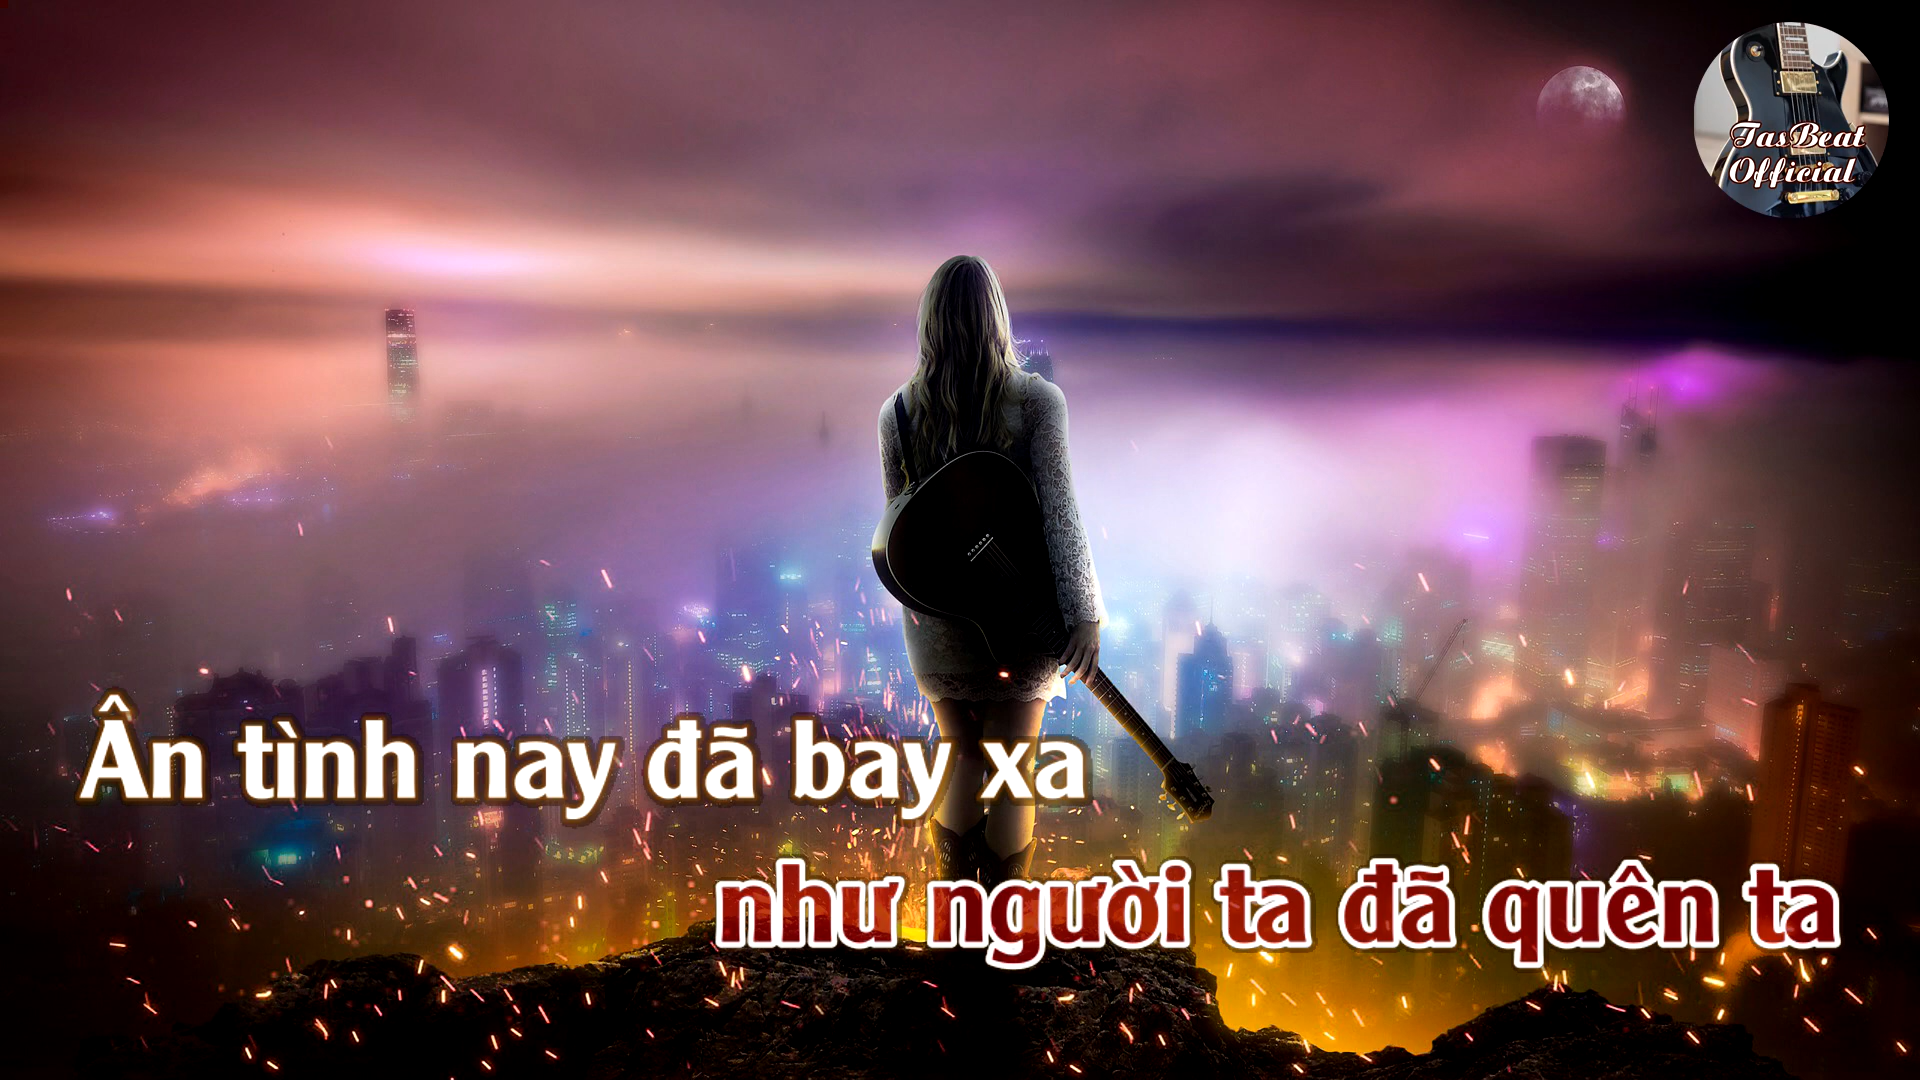 TasBeat
Official
Ân tình nay đã bay xa
như người ta đã quên ta